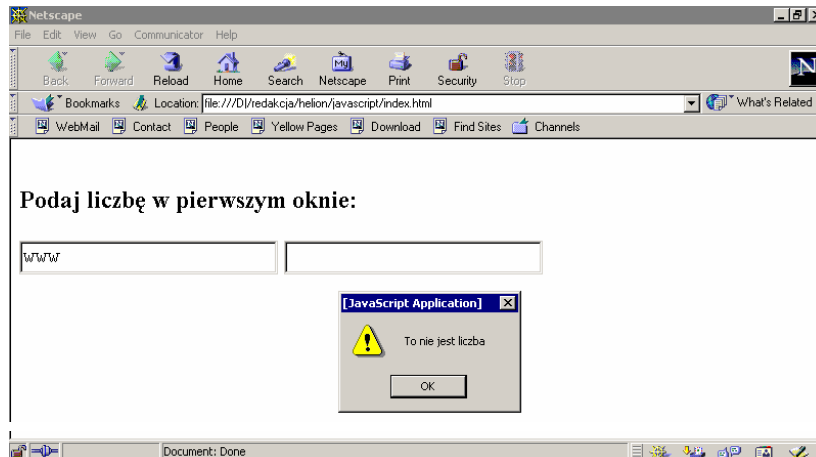 Netscape
File Edit View Go Communicator Help
My
Back Forward Reload Home Search Netscape Print Security Stop
N
Bookmarks Location: file:///D|/redakcja/helion/javascript/index.html What's Related
WebMail Contact People Yellow Pages Download Find Sites Channels
Podaj liczbę w pierwszym oknie:
www
[JavaScript Application]
To nie jest liczba
OK
Document: Done